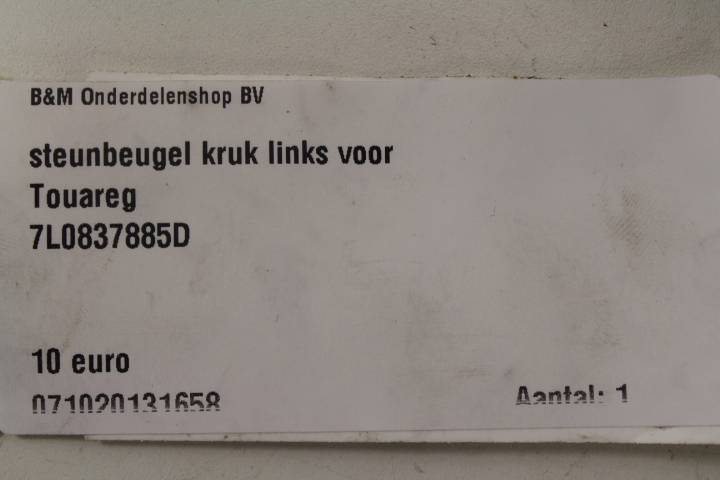 B&M Onderdelenshop BV
steunbeugel kruk links voor
Touareg
7L0837885D
10 euro
071020131658
Aantal: 1